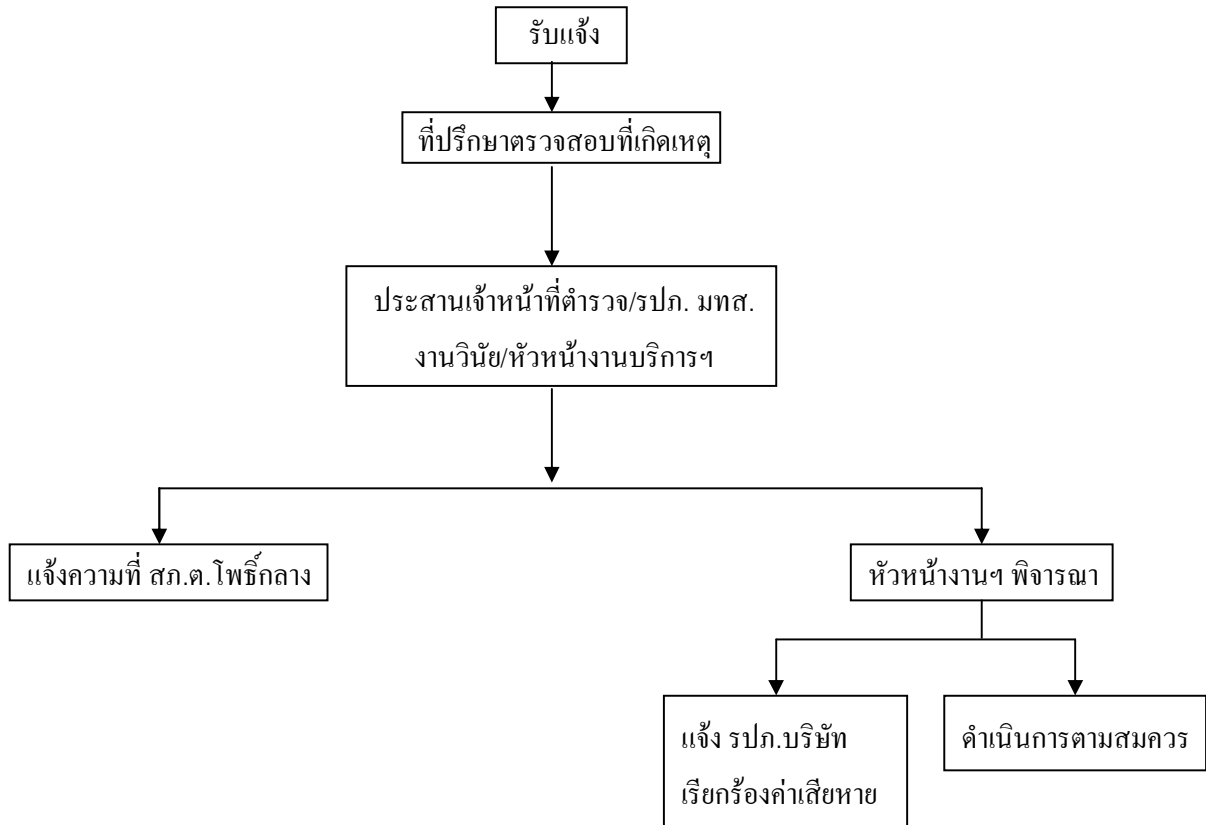 รับแจ้ง
ที่ปรึกษาตรวจสอบที่เกิดเหตุ
ประสานเจ้าหน้าที่ตำรวจ/รปภ. มทส.
งานวินัย/หัวหน้างานบริการฯ
แจ้งความที่ สภ.ต.โพธิ์กลาง
หัวหน้างานฯ พิจารณา
แจ้ง รปภ.บริษัท
เรียกร้องค่าเสียหาย
ดำเนินการตามสมควร